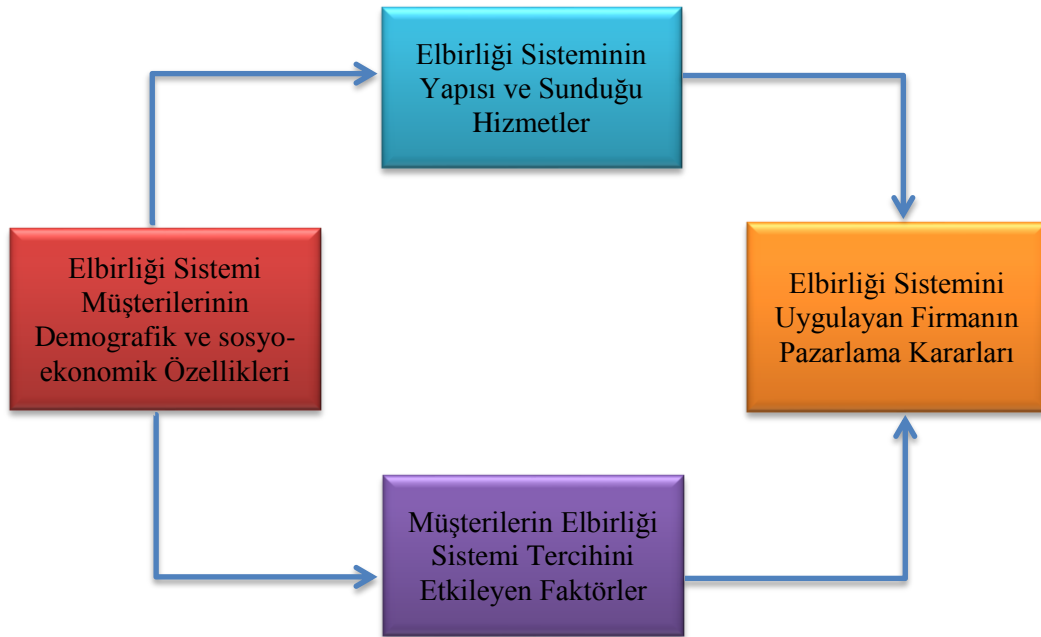 Elbirliği Sisteminin
Yapısı ve Sunduğu
Hizmetler
Elbirliği Sistemi
Müşterilerinin
Demografik ve sosyo-
ekonomik Özellikleri
Elbirliği Sistemini
Uygulayan Firmanın
Pazarlama Kararları
Müşterilerin Elbirliği
Sistemi Tercihini
Etkileyen Faktörler